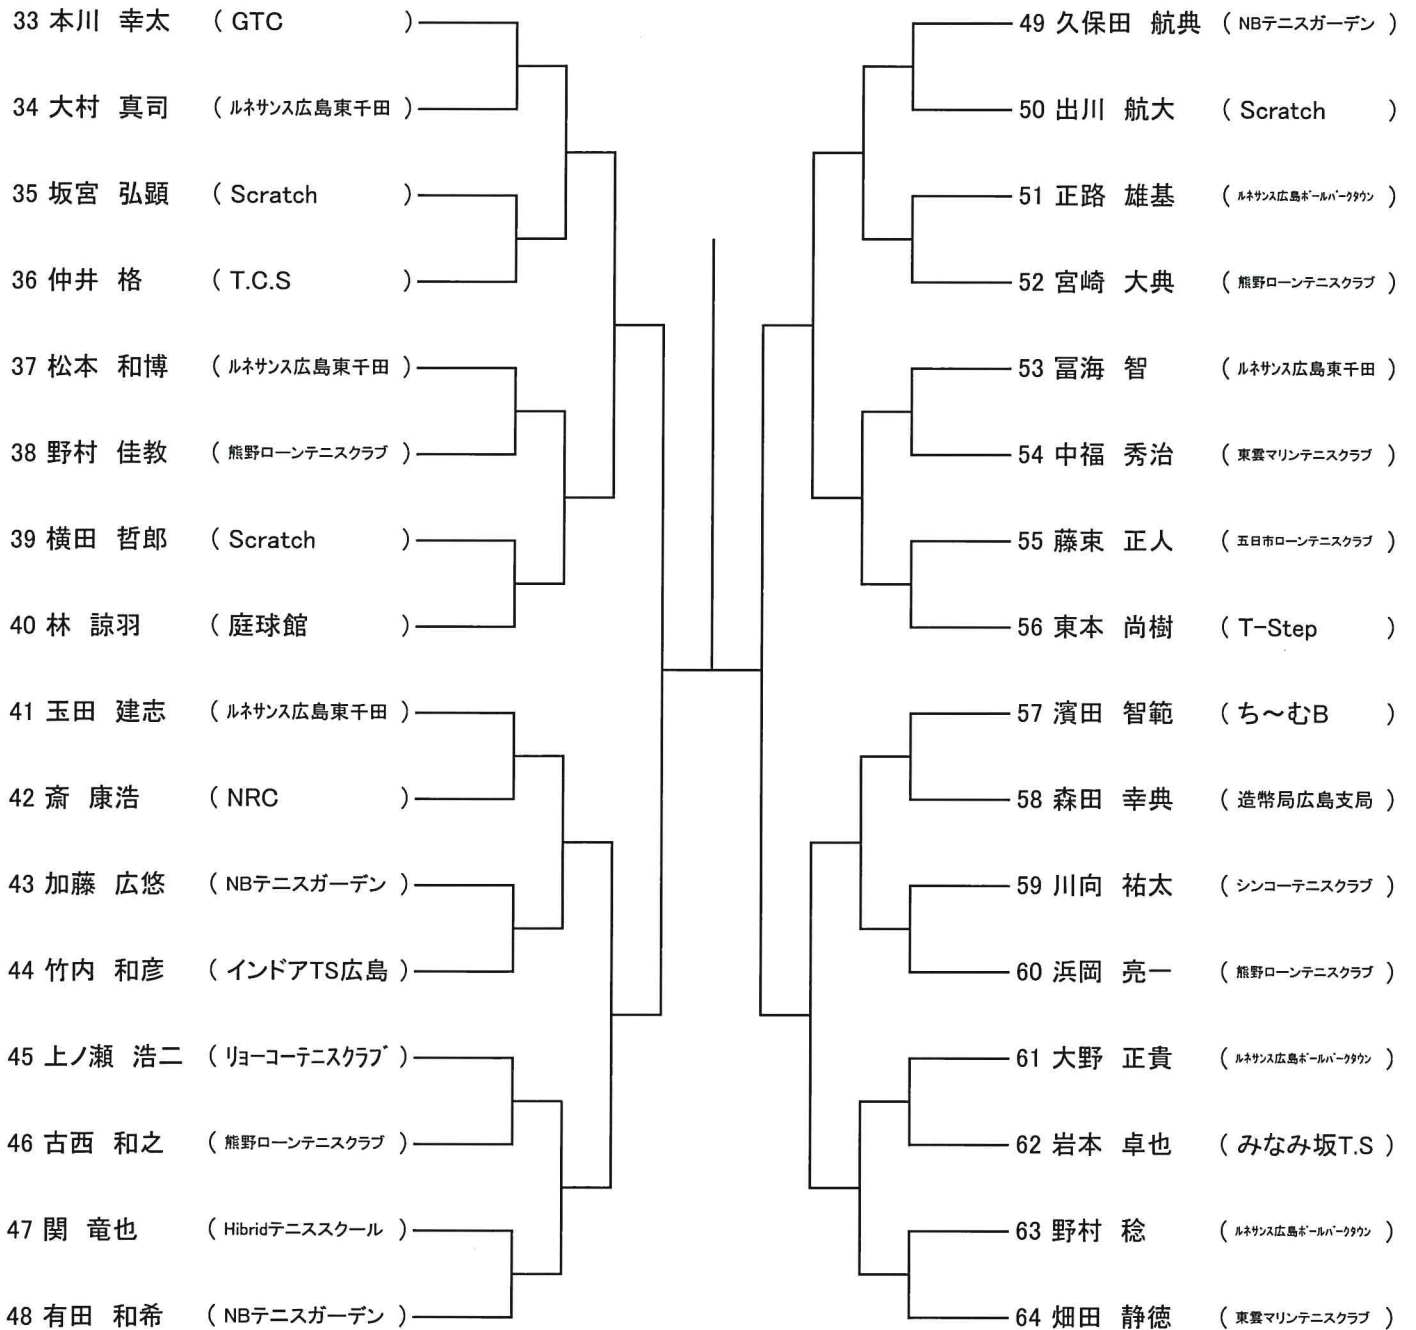 33 本川 幸太 ( GTC )
34 大村 真司 ( ルネサンス広島東千田 )
35 坂宮 弘顕 ( Scratch )
36 仲井 格 ( T.C.S )
37 松本 和博 ( ルネサンス広島東千田 )
38 野村 佳教 ( 熊野ローンテニスクラブ )
39 横田 哲郎 ( Scratch )
40 林 諒羽 ( 庭球館 )
41 玉田 建志 ( ルネサンス広島東千田 )
42 斎 康浩 ( NRC )
43 加藤 広悠 ( NBテニスガーデン )
44 竹内 和彦 ( インドアTS広島 )
45 上ノ瀬 浩二 ( リョーコーテニスクラブ )
46 古西 和之 ( 熊野ローンテニスクラブ )
47 関 竜也 ( Hibridテニススクール )
48 有田 和希 ( NBテニスガーデン )
49 久保田 航典 ( NBテニスガーデン )
50 出川 航大 ( Scratch )
51 正路 雄基 ( ルネサンス広島ボールパークタウン )
52 宮崎 大典 ( 熊野ローンテニスクラブ )
53 冨海 智 ( ルネサンス広島東千田 )
54 中福 秀治 ( 東雲マリンテニスクラブ )
55 藤東 正人 ( 五日市ローンテニスクラブ )
56 東本 尚樹 ( T-Step )
57 濱田 智範 ( ち～むB )
58 森田 幸典 ( 造幣局広島支局 )
59 川向 祐太 ( シンコーテニスクラブ )
60 浜岡 亮一 ( 熊野ローンテニスクラブ )
61 大野 正貴 ( ルネサンス広島ボールパークタウン )
62 岩本 卓也 ( みなみ坂T.S )
63 野村 稔 ( ルネサンス広島ボールパークタウン )
64 畑田 静徳 ( 東雲マリンテニスクラブ )